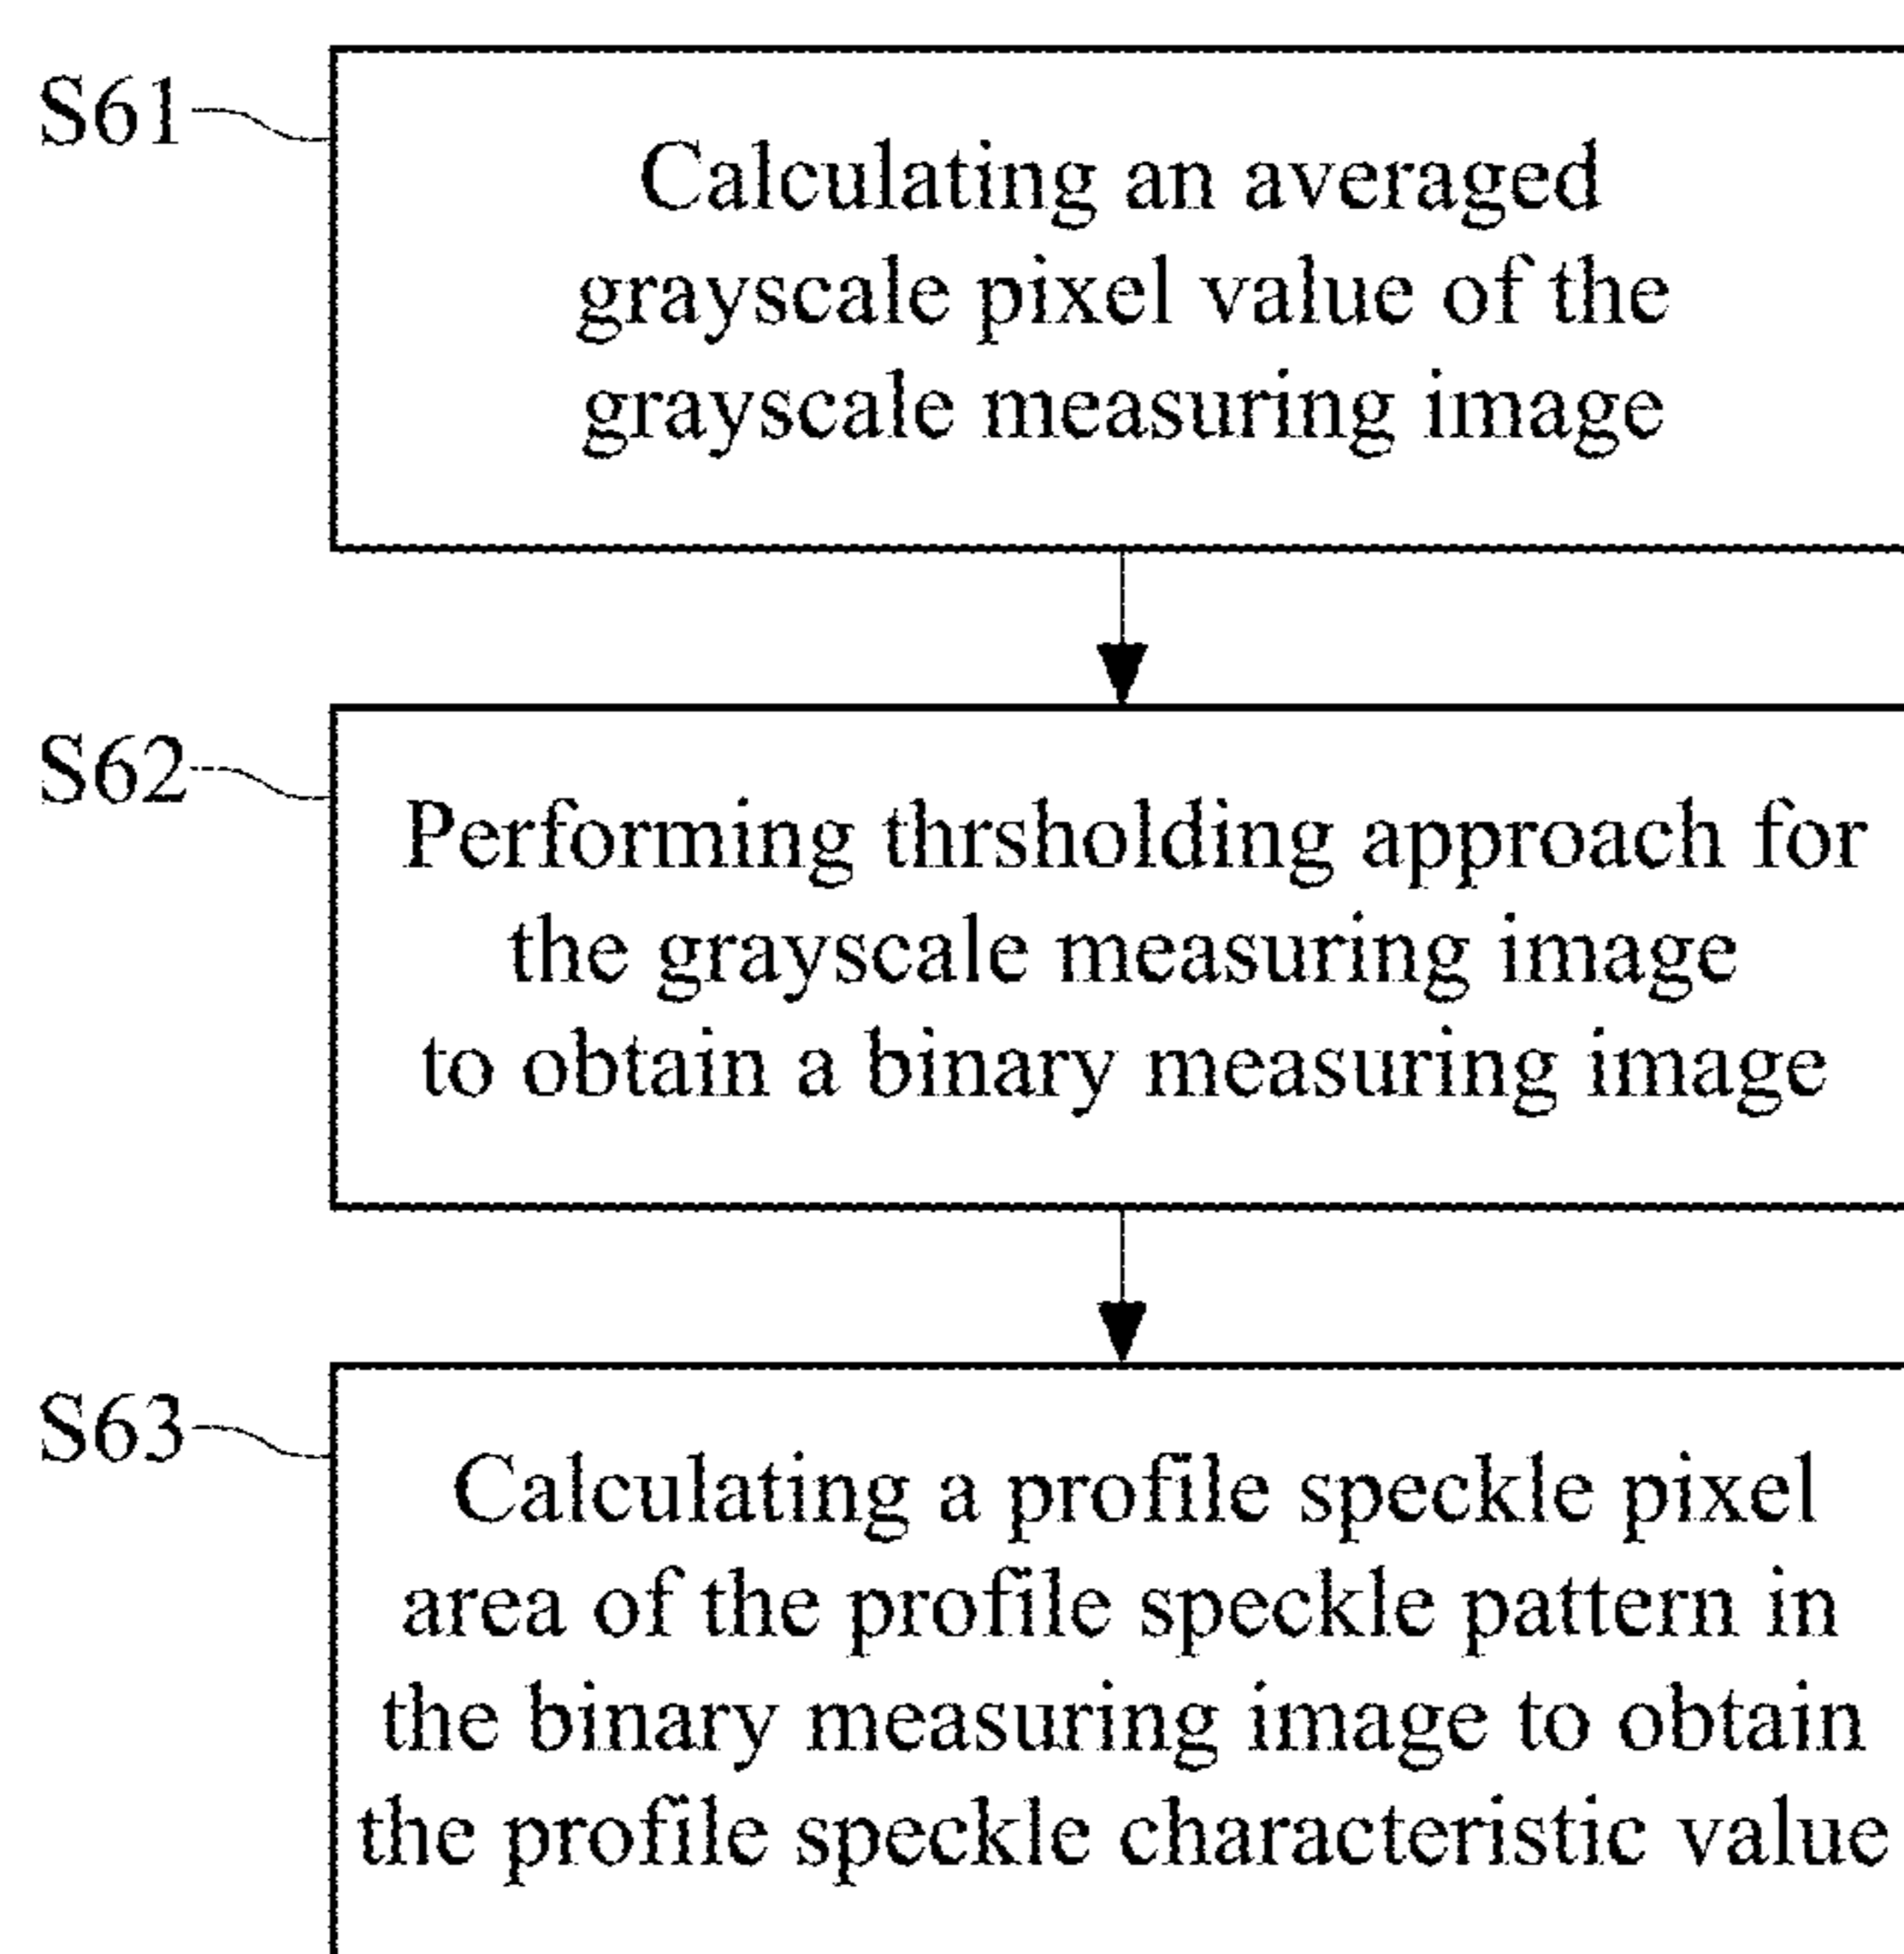 S61
Calculating an averaged
grayscale pixel value of the
grayscale measuring image
S62
Performing thrsholding approach for
the grayscale measuring image
to obtain a binary measuring image
S63
Calculating a profile speckle pixel
area of the profile speckle pattern in
the binary measuring image to obtain
the profile speckle characteristic value